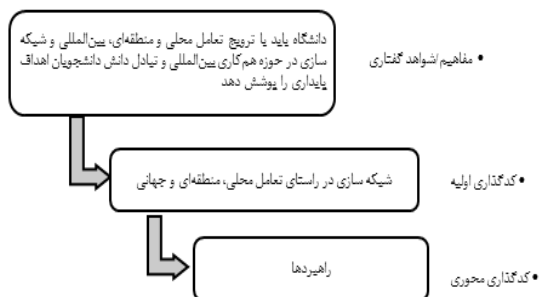 دانشگاه باید با ترویج تعامل محلی و منطقه‌ای، بین‌المللی و شبکه
سازی در حوزه هم‌کاری بین‌المللی و تبادل دانش دانشجویان اهداف
پایداری را پوشش دهد
• مفاهیم/شواهد گفتاری
شبکه سازی در راستای تعامل محلی، منطقه‌ای و جهانی
• کدگذاری اولیه
راهبردها
• کدگذاری محوری